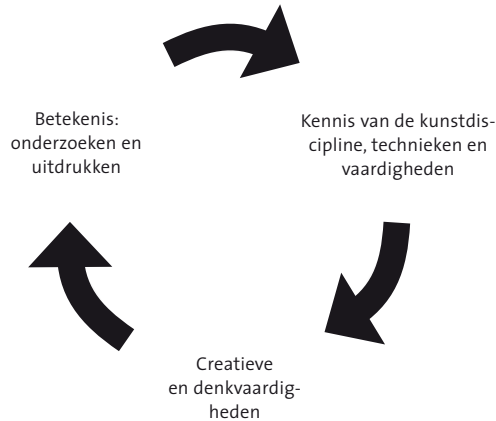 Betekenis:
onderzoeken en
uitdrukken
Kennis van de kunstdis-
cipline, technieken en
vaardigheden
Creatieve
en denkvaardig-
heden